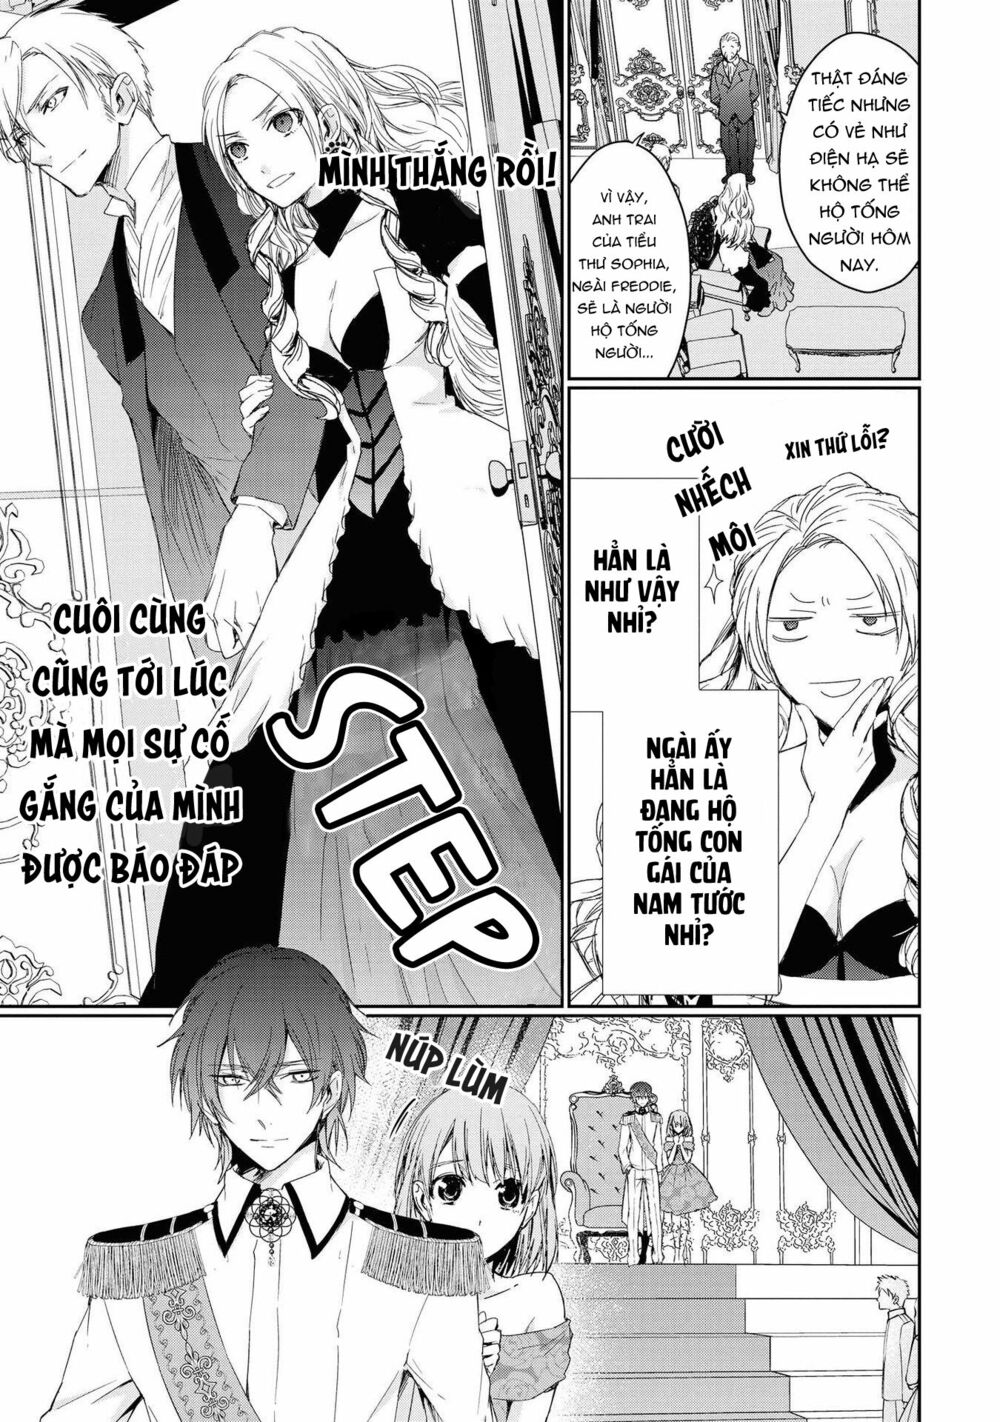 THẬT ĐÁNG
TIẾC NHƯNG
CÓ VẺ NHƯ
ĐIỆN HẠ SẼ
KHÔNG THỂ
HỘ TỐNG
NGƯỜI HÔM
NAY.
VÌ VẬY,
ANH TRAI
CỦA TIỂU
THƯ SOPHIA,
NGÀI FREDDIE,
SẼ LÀ NGƯỜI
HỘ TỐNG
NGƯỜI...
XIN THỨ LỖI?
CƯỜI
NHẾCH
MÔI
HẲN LÀ
NHƯ VẬY
NHỈ?
NGÀI ẤY
HẲN LÀ
ĐANG HỘ
TỐNG CON
GÁI CỦA
NAM TƯỚC
NHỈ?
MÌNH THẮNG RỒI!
CUÔI CÙNG
CŨNG TỚI LÚC
MÀ MỌI SỰ CỐ
GẮNG CỦA MÌNH
ĐƯỢC BÁO ĐÁP
STEP
NÚP LÙM